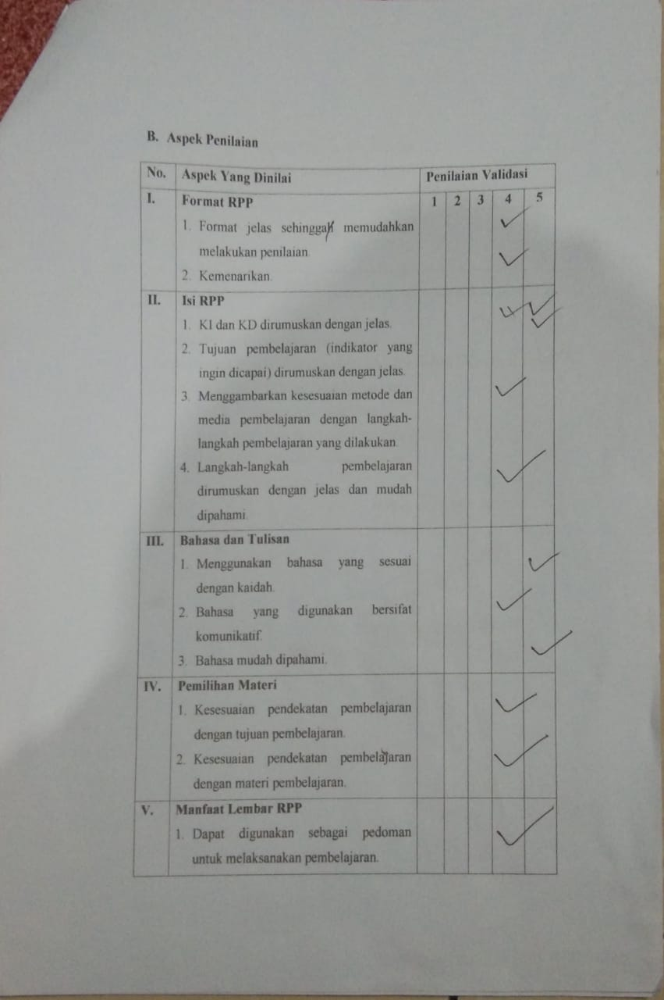 B. Aspek Penilaian
No. Aspek Yang Dinilai Penilaian Validasi
I. Format RPP 1 2 3 4 5
1. Format jelas sehingga memudahkan
melakukan penilaian.
2. Kemenarikan.
II. Isi RPP
1. KI dan KD dirumuskan dengan jelas.
2. Tujuan pembelajaran (indikator yang
ingin dicapai) dirumuskan dengan jelas.
3. Menggambarkan kesesuaian metode dan
media pembelajaran dengan langkah-
langkah pembelajaran yang dilakukan.
4. Langkah-langkah pembelajaran
dirumuskan dengan jelas dan mudah
dipahami.
III. Bahasa dan Tulisan
1. Menggunakan bahasa yang sesuai
dengan kaidah.
2. Bahasa yang digunakan bersifat
komunikatif.
3. Bahasa mudah dipahami.
IV. Pemilihan Materi
1. Kesesuaian pendekatan pembelajaran
dengan tujuan pembelajaran.
2. Kesesuaian pendekatan pembelajaran
dengan materi pembelajaran.
V. Manfaat Lembar RPP
1. Dapat digunakan sebagai pedoman
untuk melaksanakan pembelajaran.